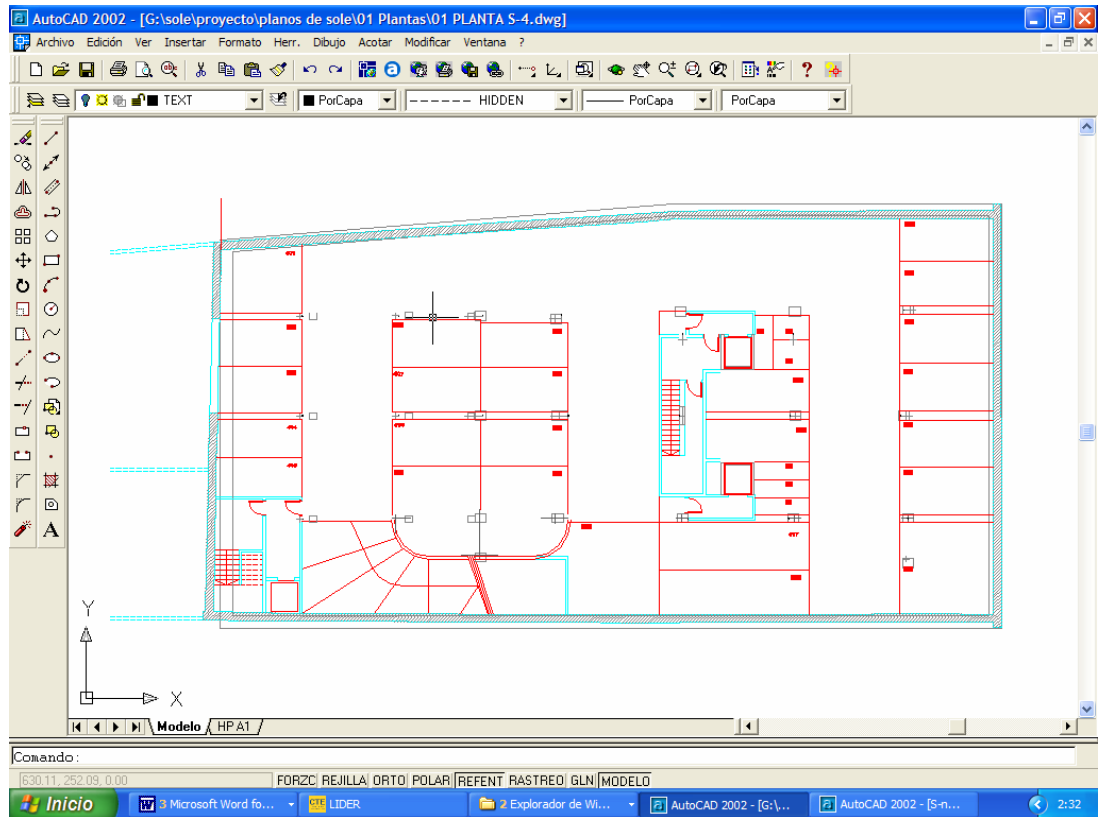 AutoCAD 2002 - [G:\sole\proyecto\planos de sole\01 Plantas\01 PLANTA S-4.dwg]
Archivo Edición Ver Insertar Formato Herr. Dibujo Acotar Modificar Ventana ?
TEXT PorCapa HIDDEN PorCapa PorCapa
A
Y
X
Modelo HP A1
Comando:
630.11, 252.09, 0.00 FORZC REJILLA ORTO POLAR REFENT RASTREO GLN MODELO
Inicio 3 Microsoft Word fo... CTE LIDER 2 Explorador de Wi... AutoCAD 2002 - [G:\... AutoCAD 2002 - [S-n... 2:32